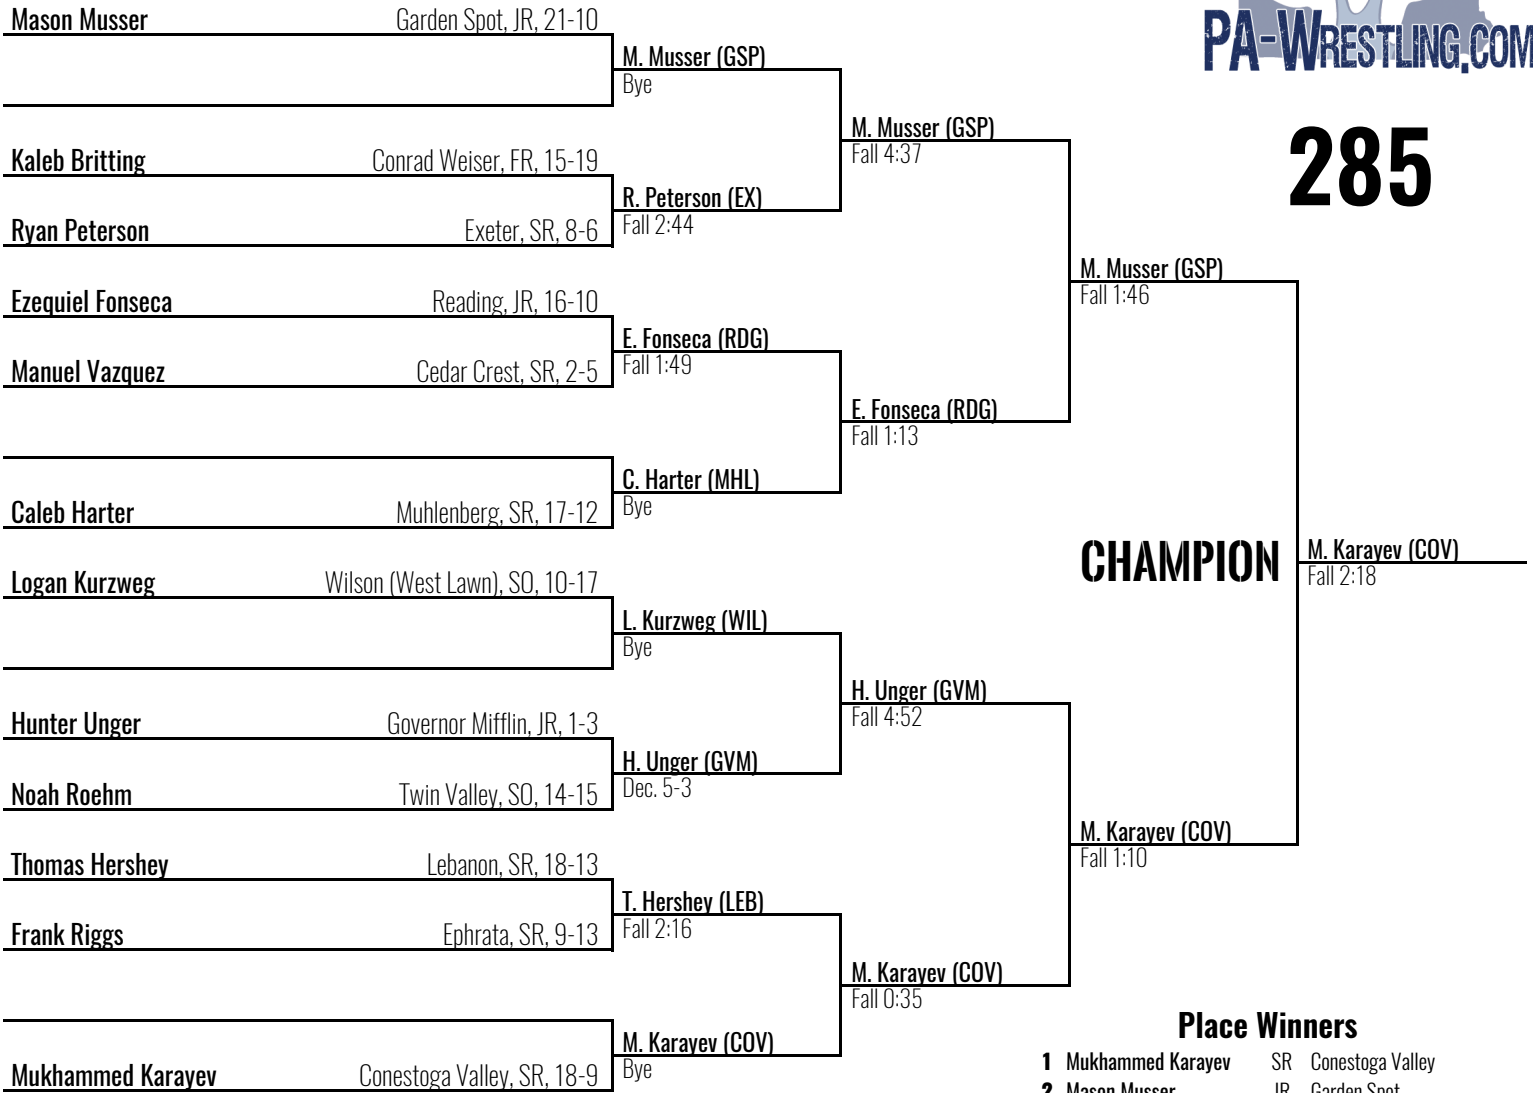 PA-WRESTLING.COM
285
Mason Musser Garden Spot, JR, 21-10
M. Musser (GSP)
Bye
M. Musser (GSP)
Fall 4:37
Kaleb Britting Conrad Weiser, FR, 15-19
R. Peterson (EX)
Fall 2:44
Ryan Peterson Exeter, SR, 8-6
M. Musser (GSP)
Fall 1:46
Ezequiel Fonseca Reading, JR, 16-10
E. Fonseca (RDG)
Fall 1:49
Manuel Vazquez Cedar Crest, SR, 2-5
E. Fonseca (RDG)
Fall 1:13
C. Harter (MHL)
Bye
Caleb Harter Muhlenberg, SR, 17-12
CHAMPION
M. Karayev (COV)
Fall 2:18
Logan Kurzweg Wilson (West Lawn), SO, 10-17
L. Kurzweg (WIL)
Bye
H. Unger (GVM)
Fall 4:52
Hunter Unger Governor Mifflin, JR, 1-3
H. Unger (GVM)
Dec. 5-3
Noah Roehm Twin Valley, SO, 14-15
M. Karayev (COV)
Fall 1:10
Thomas Hershey Lebanon, SR, 18-13
T. Hershey (LEB)
Fall 2:16
Frank Riggs Ephrata, SR, 9-13
M. Karayev (COV)
Fall 0:35
M. Karayev (COV)
Bye
Mukhammed Karayev Conestoga Valley, SR, 18-9
Place Winners
1 Mukhammed Karayev SR Conestoga Valley
2 Mason Musser JR Garden Spot